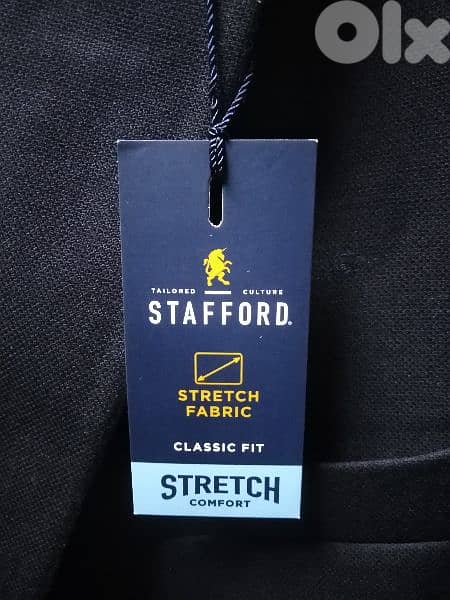 Olx
TAILORED CULTURE
STAFFORD.
STRETCH
FABRIC
CLASSIC FIT
STRETCH
COMFORT